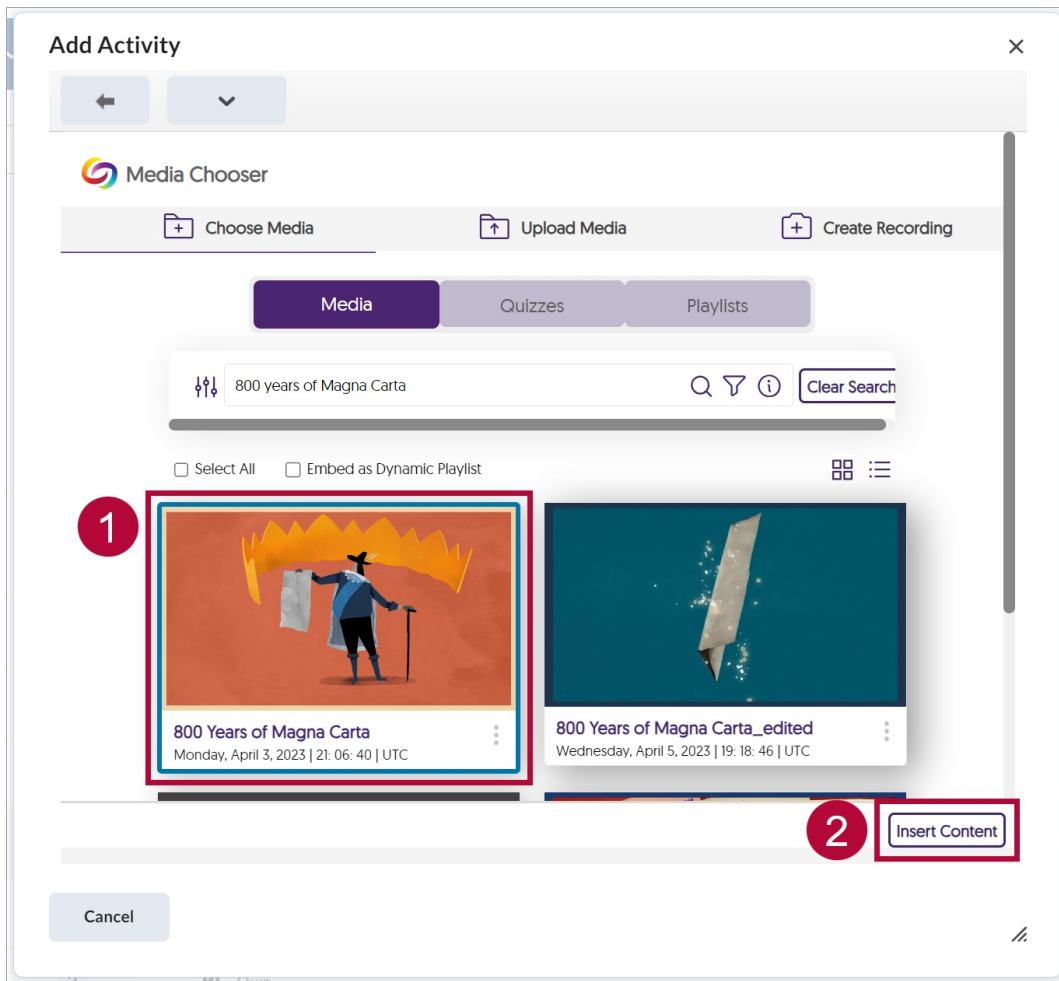 Add Activity
Media Chooser
Choose Media
Upload Media
Create Recording
Media
Quizzes
Playlists
800 years of Magna Carta
Clear Search
Select All
Embed as Dynamic Playlist
1
800 Years of Magna Carta
Monday, April 3, 2023 | 21: 06: 40 | UTC
800 Years of Magna Carta_edited
Wednesday, April 5, 2023 | 19: 18: 46 | UTC
2
Insert Content
Cancel